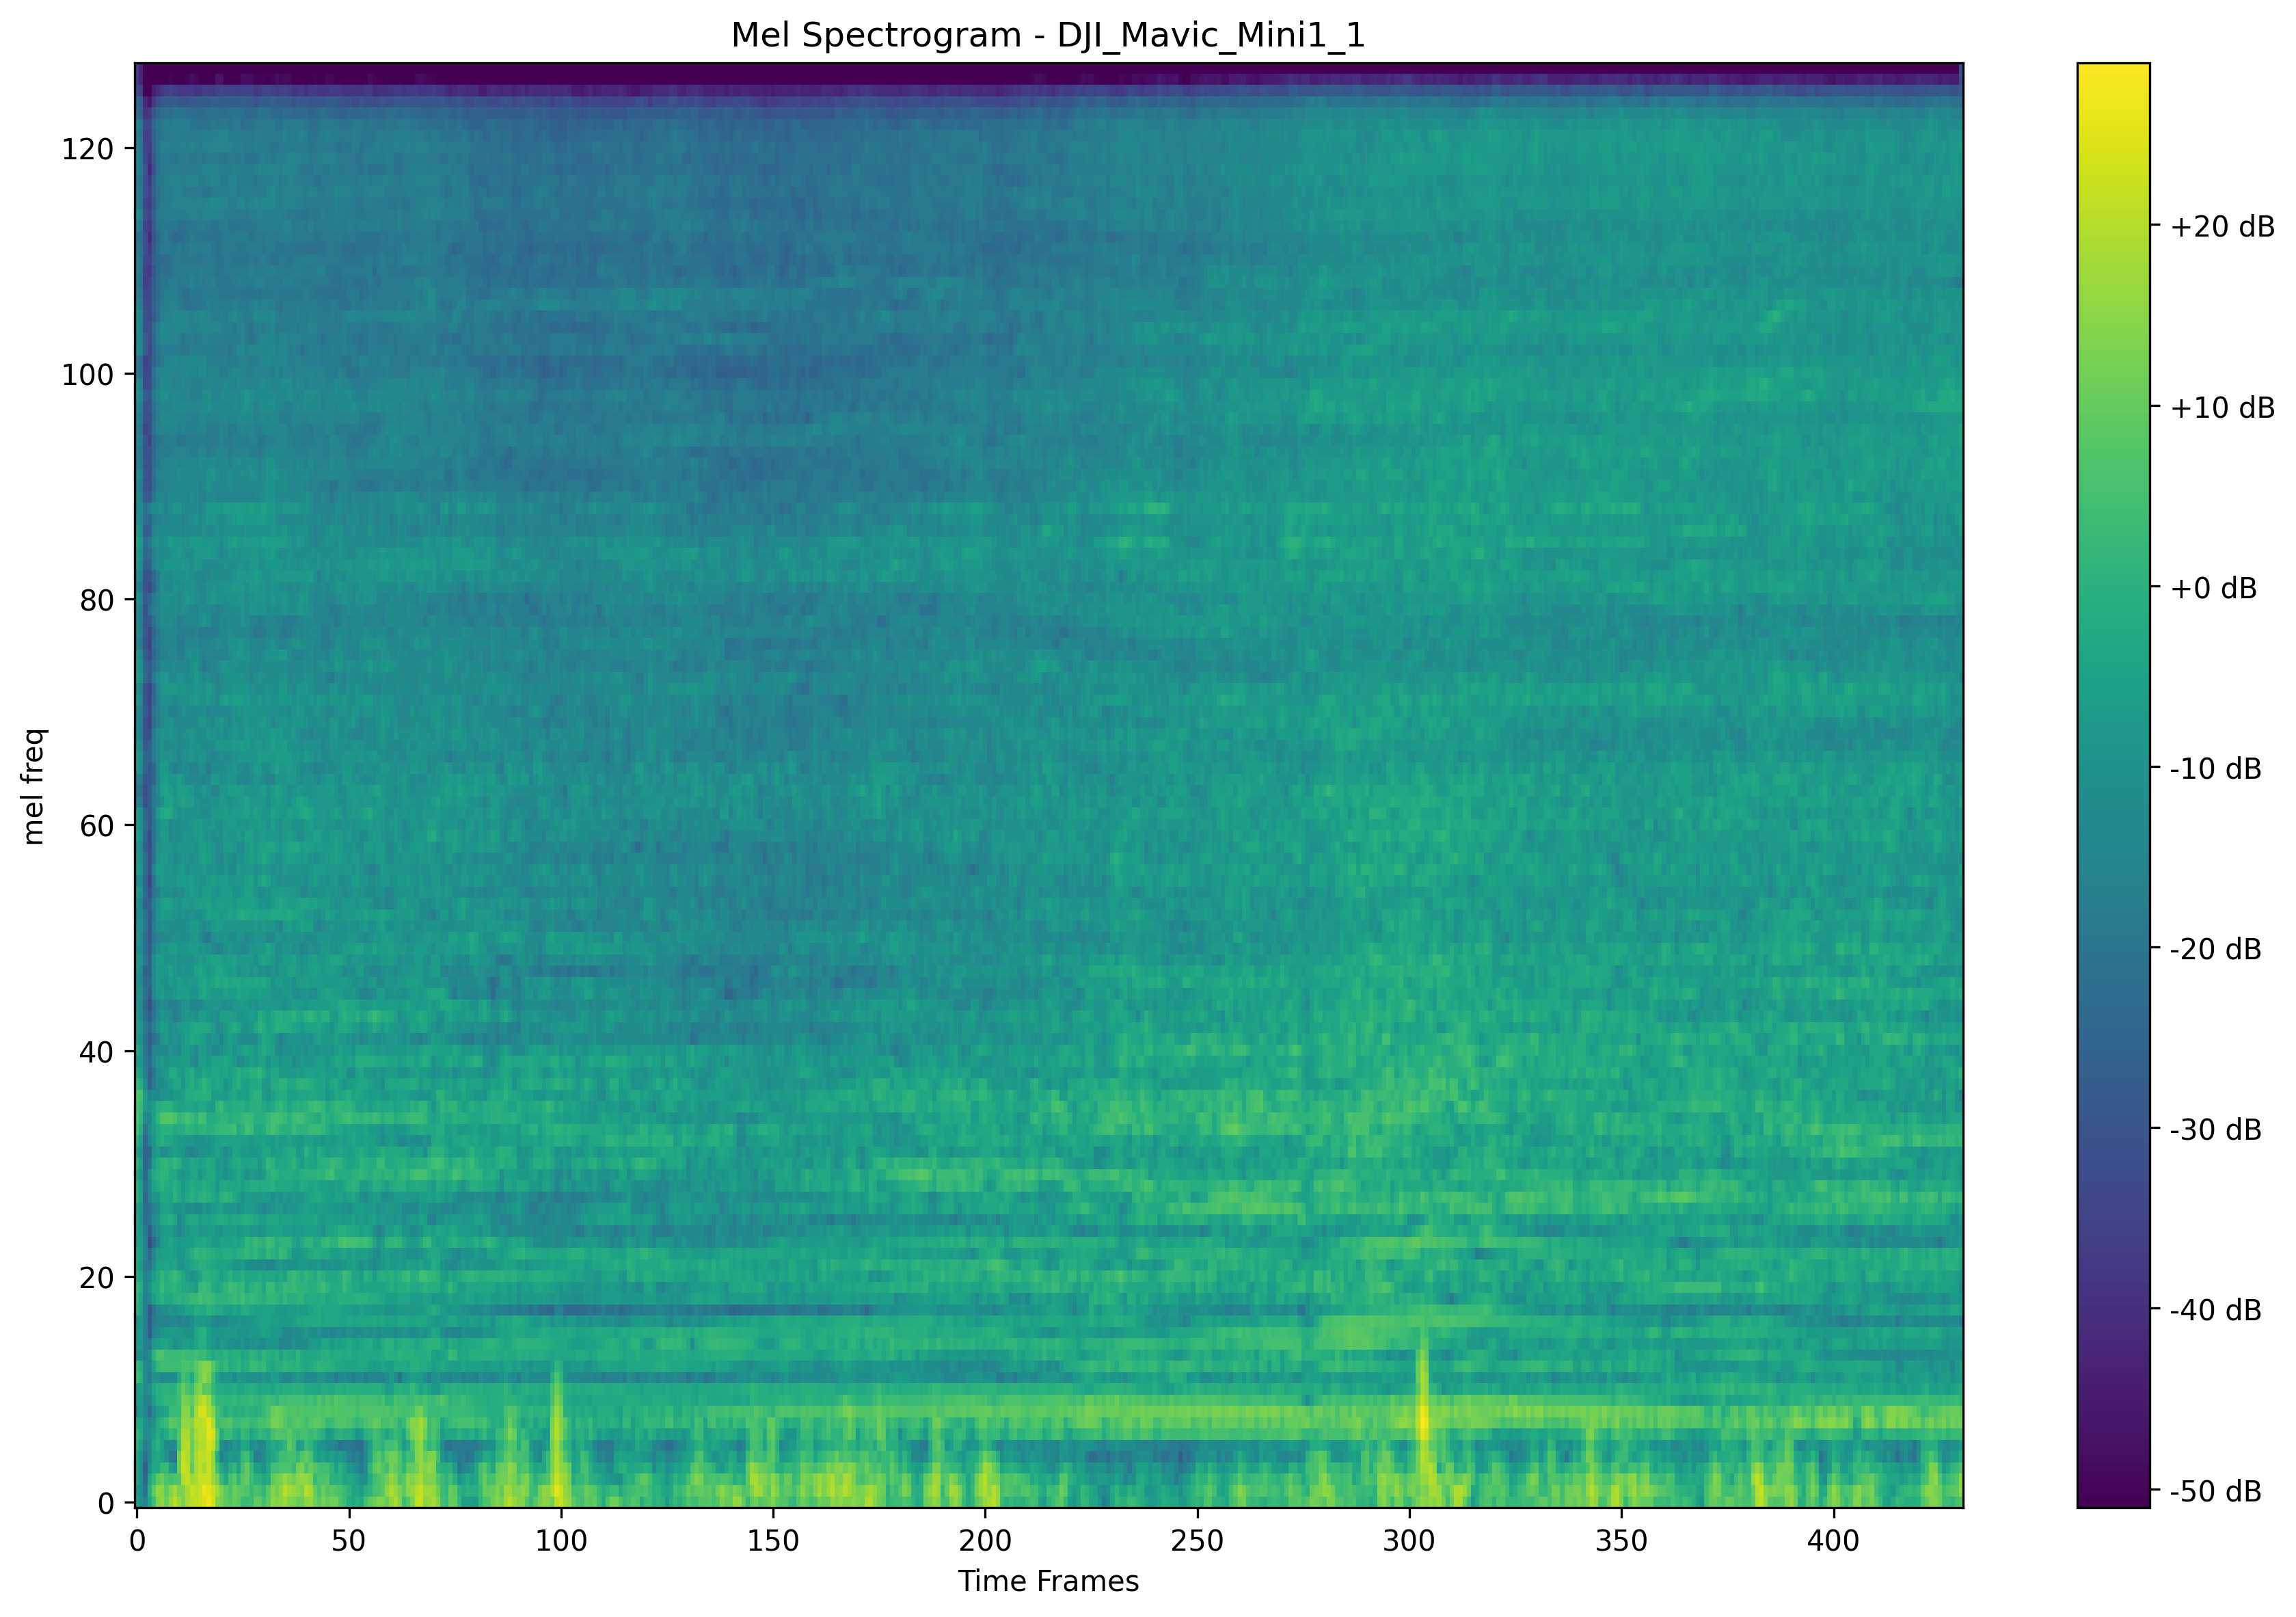 Mel Spectrogram - DJI_Mavic_Mini1_1
mel freq
120
100
80
60
40
20
0
0 50 100 150 200 250 300 350 400
Time Frames
+20 dB
+10 dB
+0 dB
-10 dB
-20 dB
-30 dB
-40 dB
-50 dB